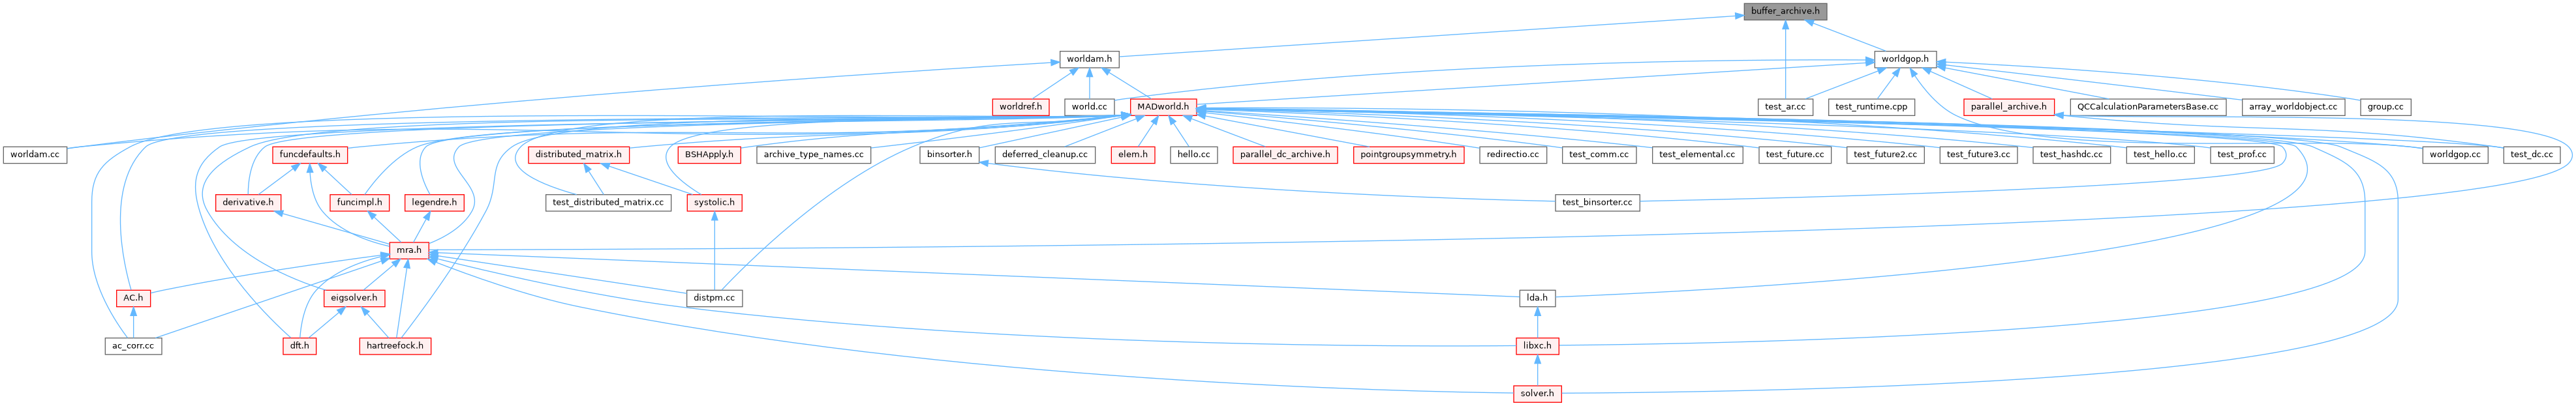 buffer_archive.h
worldam.h
worldgop.h
worldref.h
world.cc
MADworld.h
test_ar.cc
test_runtime.cpp
parallel_archive.h
QCCalculationParametersBase.cc
array_worldobject.cc
group.cc
worldam.cc
funcdefaults.h
distributed_matrix.h
BSHApply.h
archive_type_names.cc
binsorter.h
deferred_cleanup.cc
elem.h
hello.cc
parallel_dc_archive.h
pointgroupsymmetry.h
redirectio.cc
test_comm.cc
test_elemental.cc
test_future.cc
test_future2.cc
test_future3.cc
test_hashdc.cc
test_hello.cc
test_prof.cc
worldgop.cc
test_dc.cc
derivative.h
funcimpl.h
legendre.h
test_distributed_matrix.cc
systolic.h
test_binsorter.cc
mra.h
AC.h
eigsolver.h
distpm.cc
lda.h
ac_corr.cc
dft.h
hartreefock.h
libxc.h
solver.h